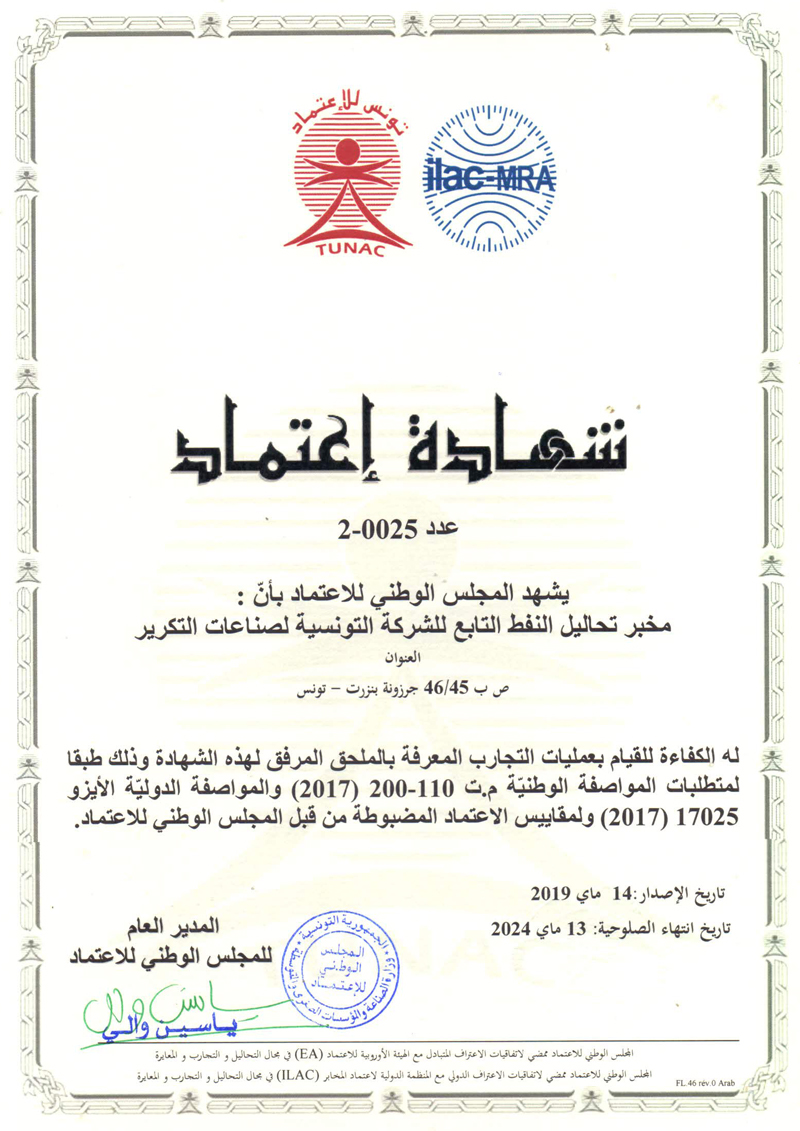 تونس للإعتماد
TUNAC
ilac-MRA
شهادة إعتماد
عدد 0025-2
يشهد المجلس الوطني للاعتماد بأنّ :
مخبر تحاليل النفط التابع للشركة التونسية لصناعات التكرير
العنوان
ص ب 46/45 جرزونة بنزرت – تونس
له الكفاءة للقيام بعمليات التجارب المعرفة بالملحق المرفق لهذه الشهادة وذلك طبقا
لمتطلبات المواصفة الوطنيّة م.ت 110-200 (2017) والمواصفة الدوليّة الأيزو
17025 (2017) ولمقاييس الاعتماد المضبوطة من قبل المجلس الوطني للاعتماد.
تاريخ الإصدار: 14 ماي 2019
تاريخ انتهاء الصلوحية: 13 ماي 2024
المدير العام
للمجلس الوطني للاعتماد
الجمهورية التونسية
وزارة الصناعة والمؤسسات الصغرى والمتوسطة
المجلس
الوطني
للإعتماد
ياسين والي
المجلس الوطني للاعتماد ممضي لاتفاقيات الاعتراف المتبادل مع الهيئة الأوروبية للاعتماد (EA) في مجال التحاليل و التجارب و المعايرة
المجلس الوطني للاعتماد ممضي لاتفاقيات الاعتراف الدولي مع المنظمة الدولية لاعتماد المخابر (ILAC) في مجال التحاليل و التجارب و المعايرة
FL.46 rév.0 Arab